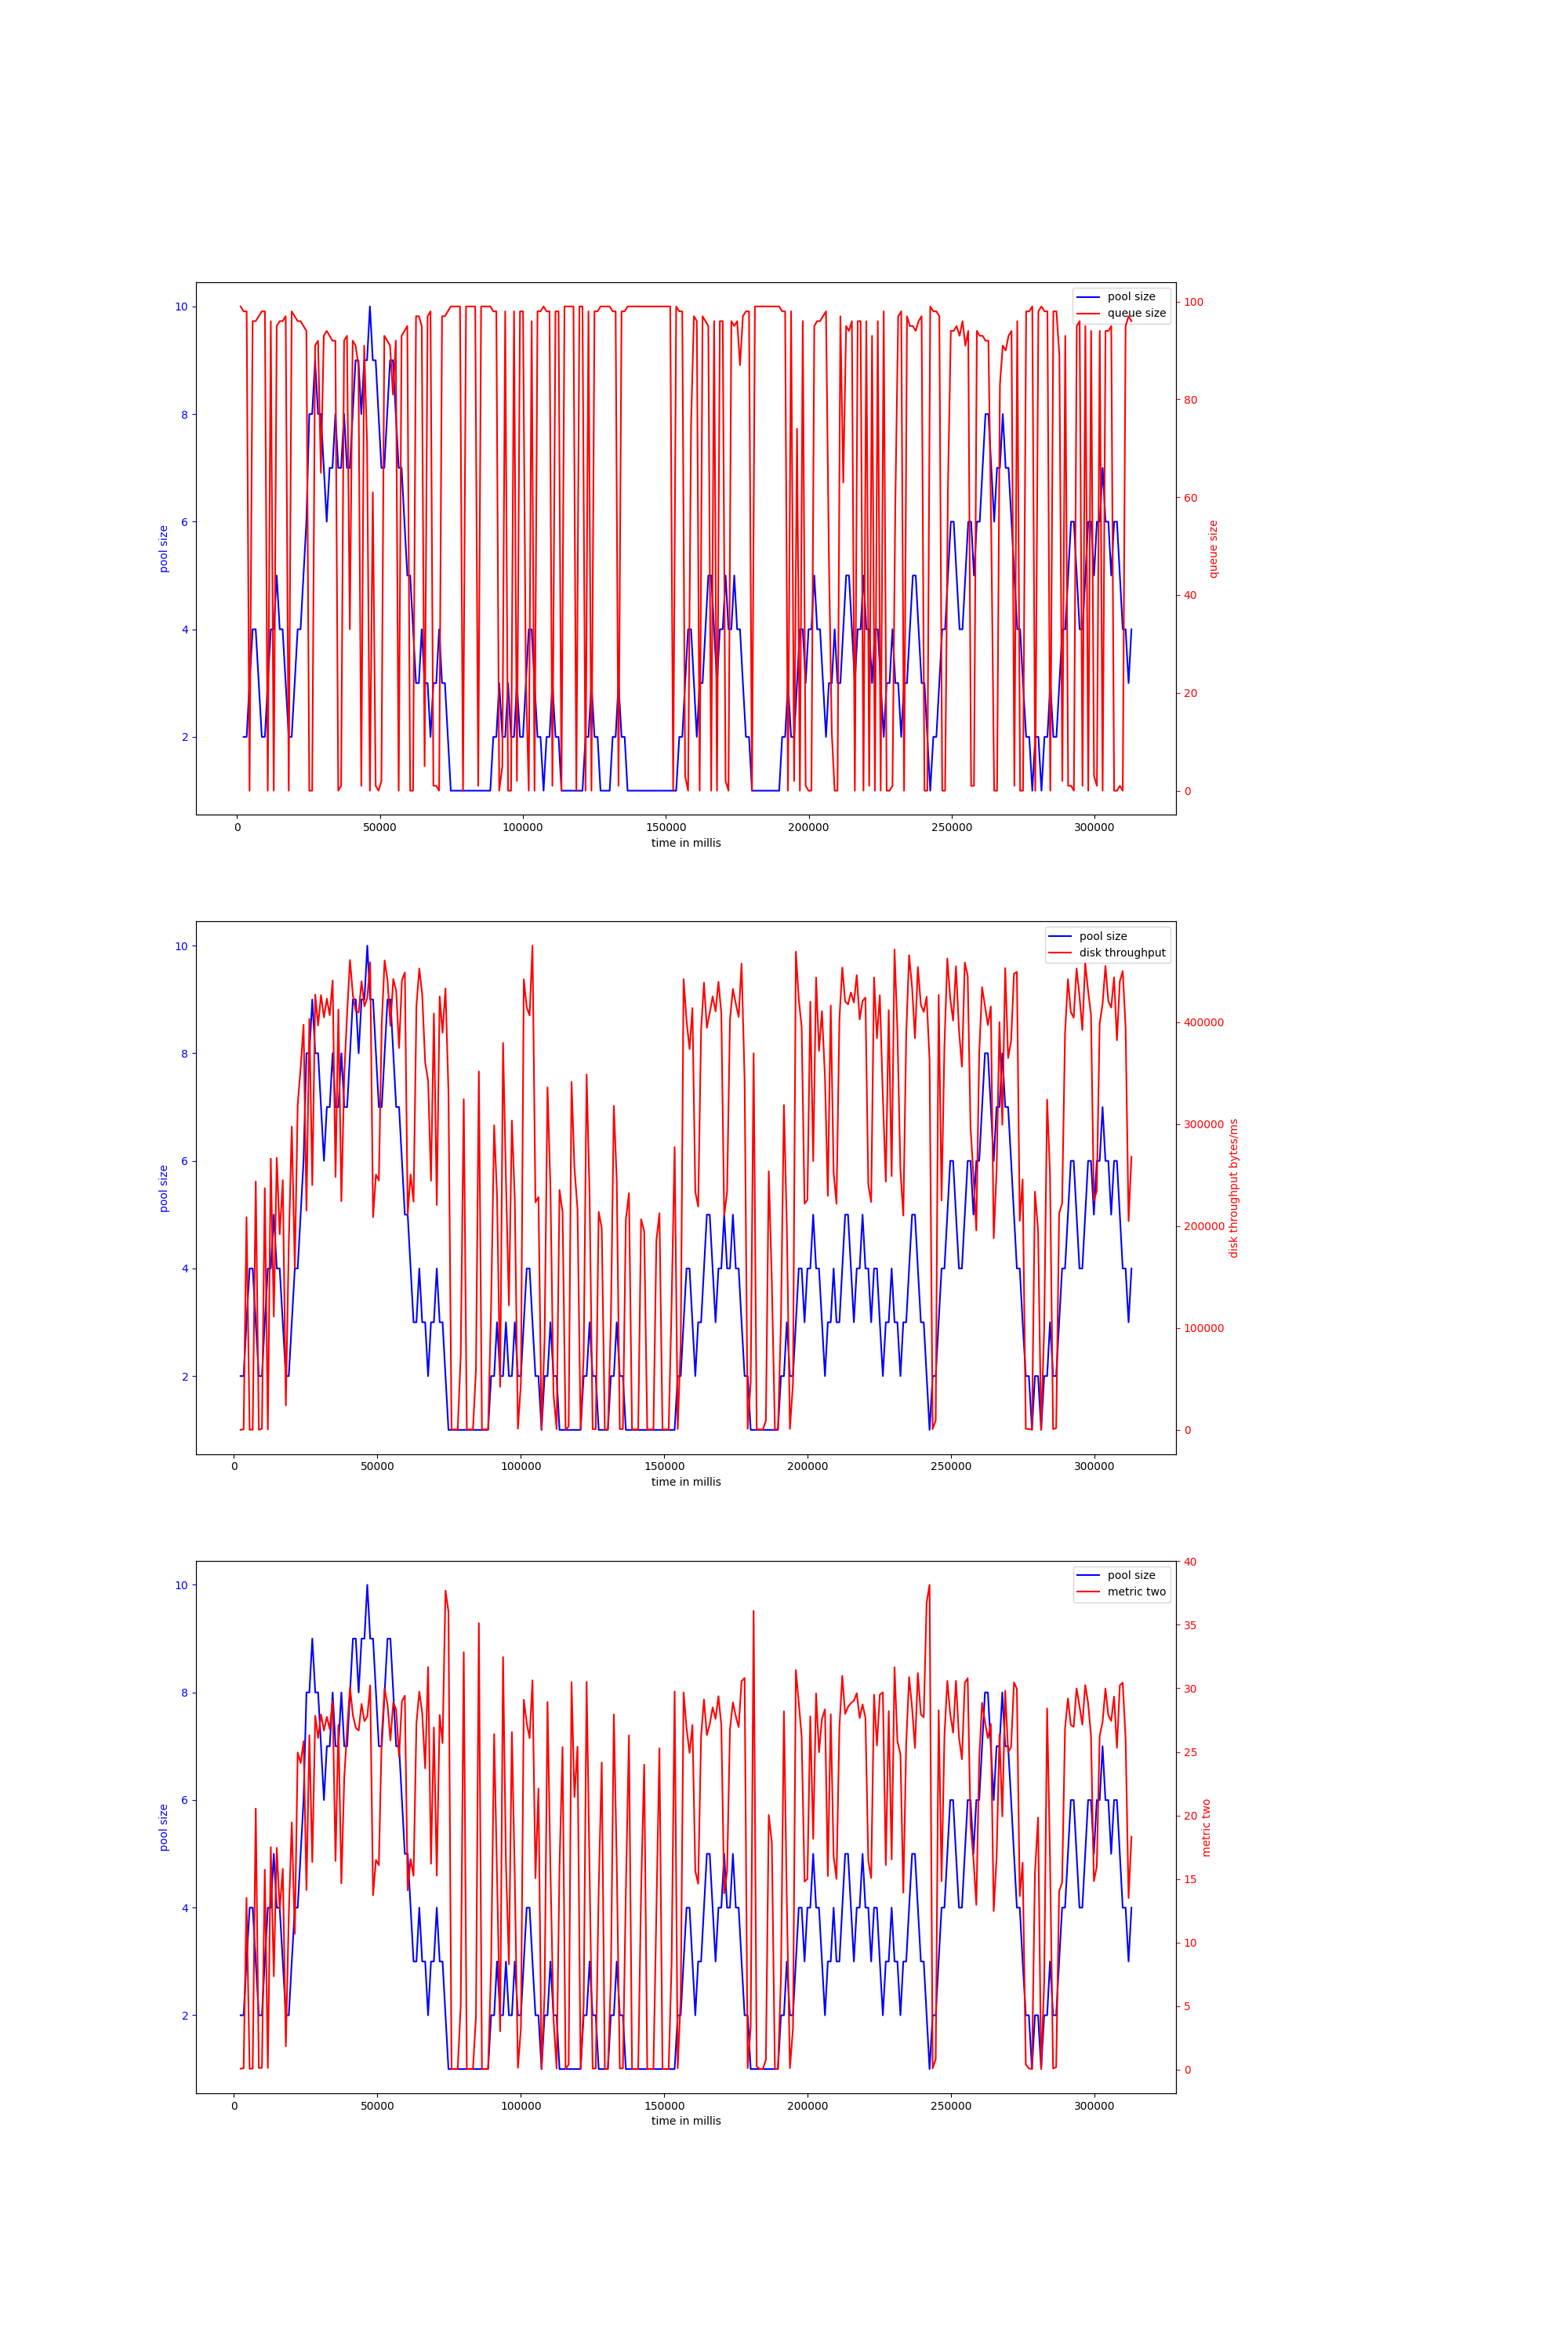 pool size
queue size
10
8
6
4
2
pool size
100
80
60
40
20
0
queue size
0 50000 100000 150000 200000 250000 300000
time in millis
pool size
disk throughput
10
8
6
4
2
pool size
400000
300000
200000
100000
0
disk throughput bytes/ms
0 50000 100000 150000 200000 250000 300000
time in millis
pool size
metric two
10
8
6
4
2
pool size
40
35
30
25
20
15
10
5
0
metric two
0 50000 100000 150000 200000 250000 300000
time in millis